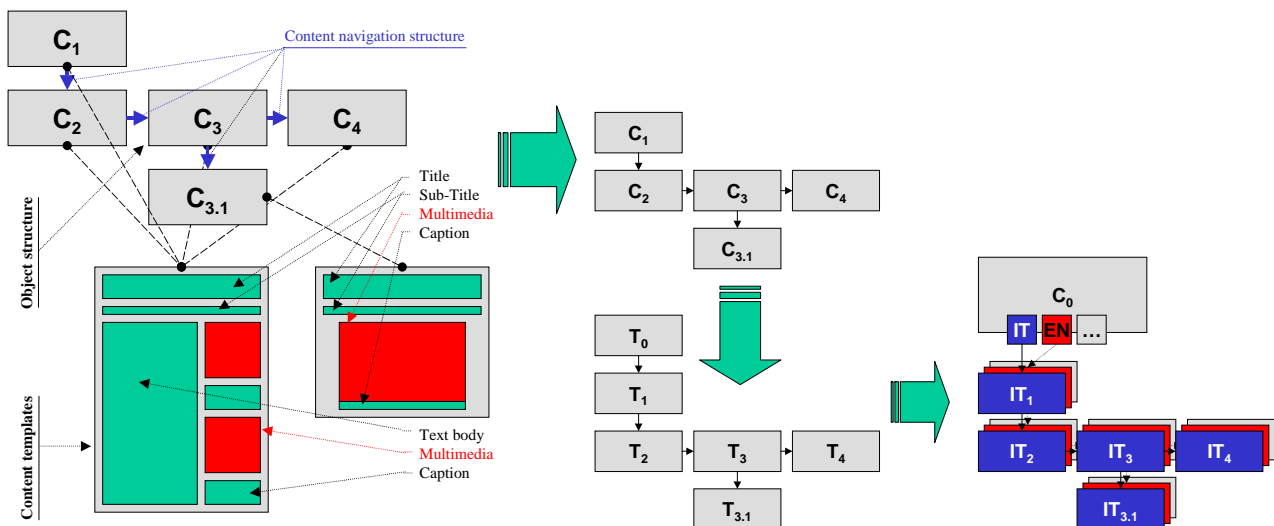 Content navigation structure
C1
C2
C3
C4
C3.1
Object structure
Title
Sub-Title
Multimedia
Caption
Content templates
Text body
Multimedia
Caption
C1
C2
C3
C4
C3.1
T0
T1
T2
T3
T4
T3.1
C0
IT
EN
…
IT1
IT2
IT3
IT4
IT3.1